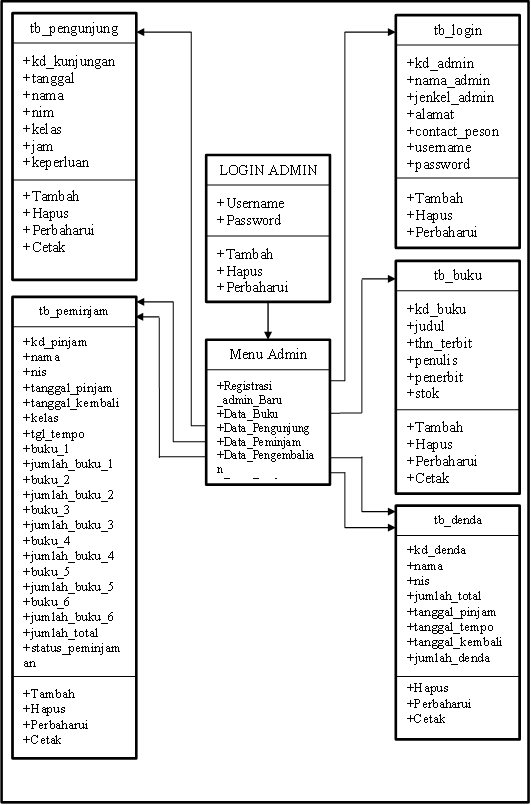 tb_pengunjung
+kd_kunjungan
+tanggal
+nama
+nim
+kelas
+jam
+keperluan
+Tambah
+Hapus
+Perbaharui
+Cetak
tb_peminjam
+kd_pinjam
+nama
+nis
+tanggal_pinjam
+tanggal_kembali
+kelas
+tgl_tempo
+buku_1
+jumlah_buku_1
+buku_2
+jumlah_buku_2
+buku_3
+jumlah_buku_3
+buku_4
+jumlah_buku_4
+buku_5
+jumlah_buku_5
+buku_6
+jumlah_buku_6
+jumlah_total
+status_peminjam
an
+Tambah
+Hapus
+Perbaharui
+Cetak
LOGIN ADMIN
+Username
+Password
+Tambah
+Hapus
+Perbaharui
Menu Admin
+Registrasi
_admin_Baru
+Data_Buku
+Data_Pengunjung
+Data_Peminjam
+Data_Pengembalia
n
tb_login
+kd_admin
+nama_admin
+jenkel_admin
+alamat
+contact_peson
+username
+password
+Tambah
+Hapus
+Perbaharui
tb_buku
+kd_buku
+judul
+thn_terbit
+penulis
+penerbit
+stok
+Tambah
+Hapus
+Perbaharui
+Cetak
tb_denda
+kd_denda
+nama
+nis
+jumlah_total
+tanggal_pinjam
+tanggal_tempo
+tanggal_kembali
+jumlah_denda
+Hapus
+Perbaharui
+Cetak